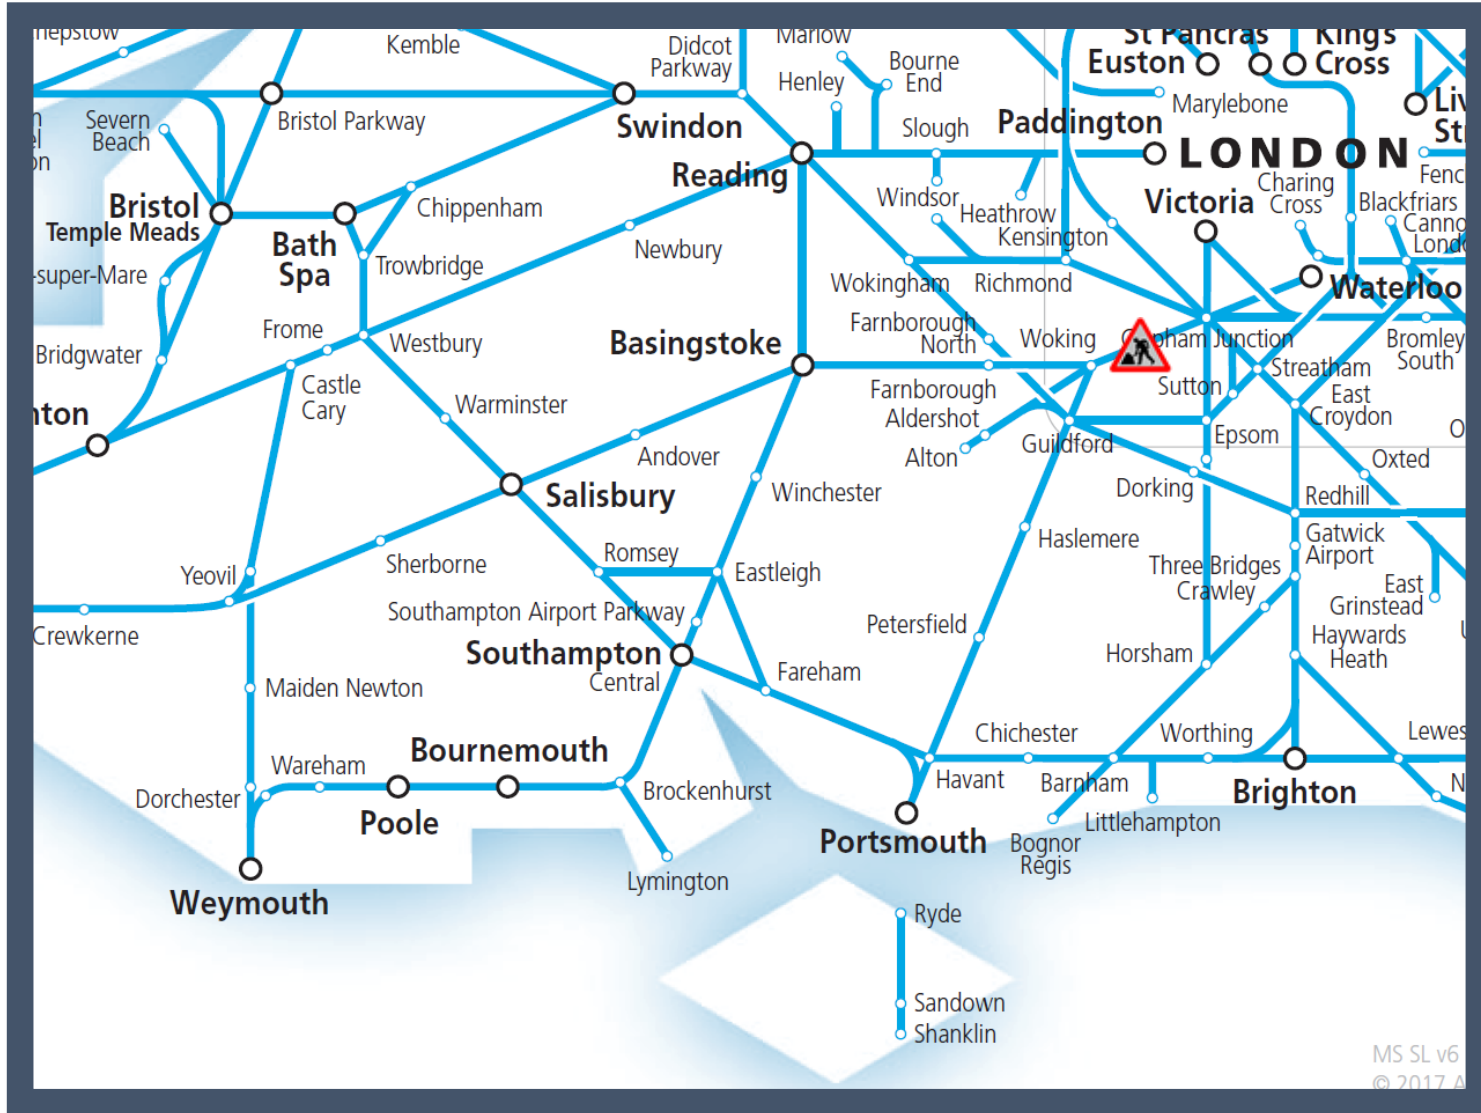 Kemble
Didcot
Parkway
Marlow
Bourne
End
Henley
St Pancras
King's
Euston
Cross
Marylebone
Severn
Beach
Bristol Parkway
Swindon
Slough
Paddington
LONDON
Reading
Windsor
Heathrow
Charing
Cross
Victoria
Blackfriars
Bristol
Temple Meads
Chippenham
Kensington
Bath
Spa
Trowbridge
Newbury
-super-Mare
Wokingham
Richmond
Waterloo
Frome
Westbury
Basingstoke
Farnborough
North
Woking
Junction
Bromley
South
Bridgwater
Castle
Cary
Farnborough
Aldershot
Sutton
Streatham
East
Croydon
Warminster
Alton
Guildford
Epsom
Andover
Oxted
Salisbury
Winchester
Dorking
Redhill
Haslemere
Gatwick
Airport
Yeovil
Sherborne
Romsey
Eastleigh
Three Bridges
Crawley
East
Grinstead
Crewkerne
Southampton Airport Parkway
Petersfield
Haywards
Heath
Southampton
Central
Fareham
Horsham
Maiden Newton
Chichester
Worthing
Lewes
Wareham
Bournemouth
Dorchester
Brockenhurst
Havant
Barnham
Brighton
Poole
Portsmouth
Bognor
Regis
Littlehampton
Lymington
Weymouth
Ryde
Sandown
Shanklin
MS SL v6
© 2017